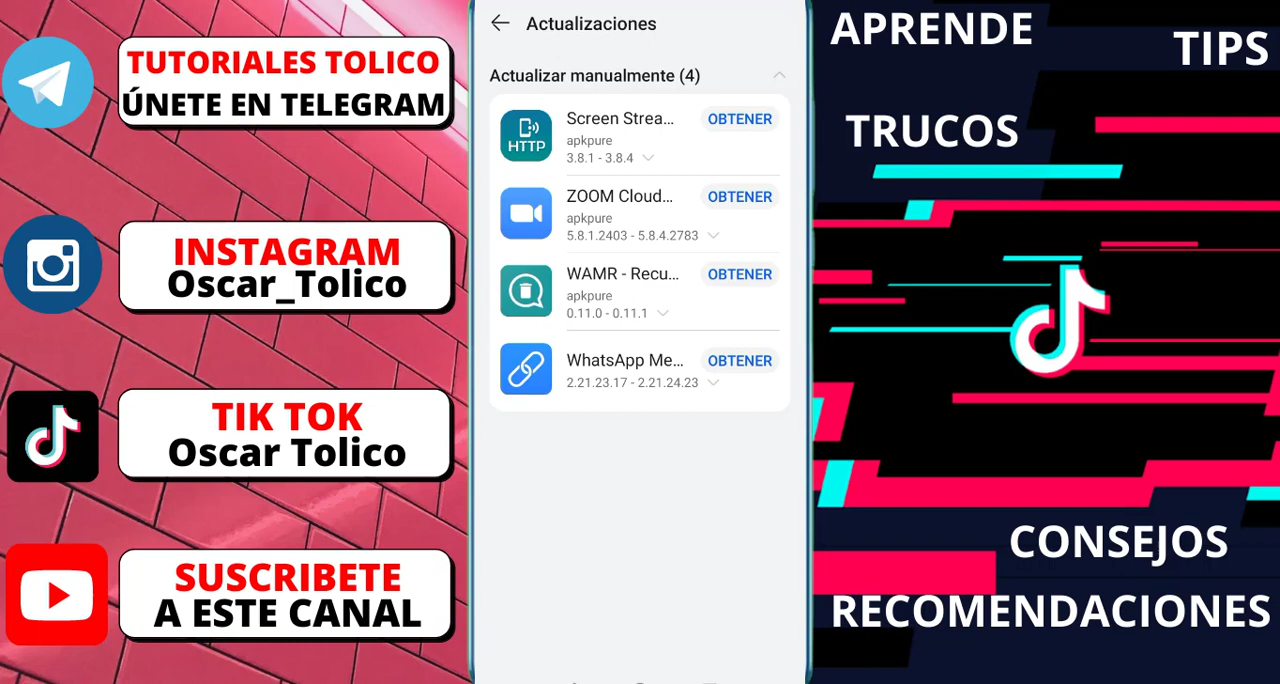 TUTORIALES TOLICO
ÚNETE EN TELEGRAM
INSTAGRAM
Oscar_Tolico
TIK TOK
Oscar Tolico
SUSCRIBETE
A ESTE CANAL
Actualizaciones
Actualizar manualmente (4)
HTTP
Screen Strea...
OBTENER
apkpure
3.8.1 - 3.8.4
ZOOM Cloud...
OBTENER
apkpure
5.8.1.2403 - 5.8.4.2783
WAMR - Recu...
OBTENER
apkpure
0.11.0 - 0.11.1
WhatsApp Me...
OBTENER
2.21.23.17 - 2.21.24.23
APRENDE
TIPS
TRUCOS
CONSEJOS
RECOMENDACIONES